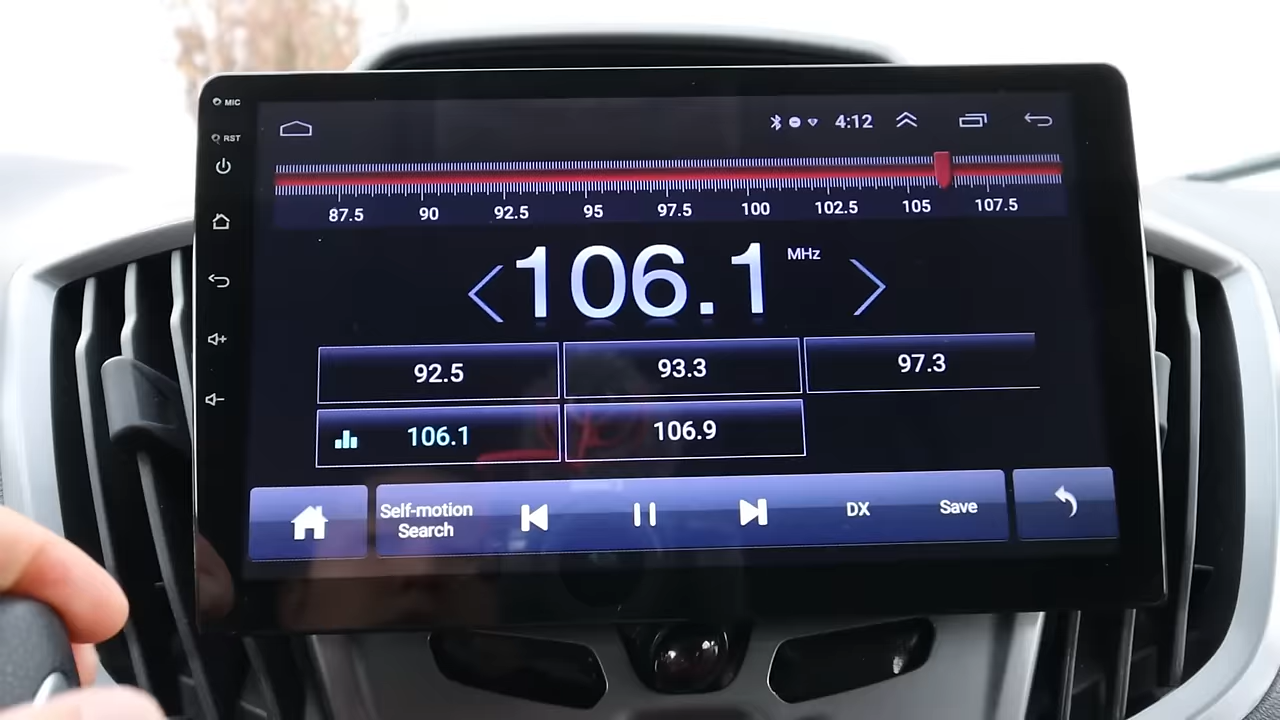 MIC
RST
4:12
87.5 90 92.5 95 97.5 100 102.5 105 107.5
106.1 MHz
92.5 93.3 97.3
106.1 106.9
Self-motion
Search
DX Save